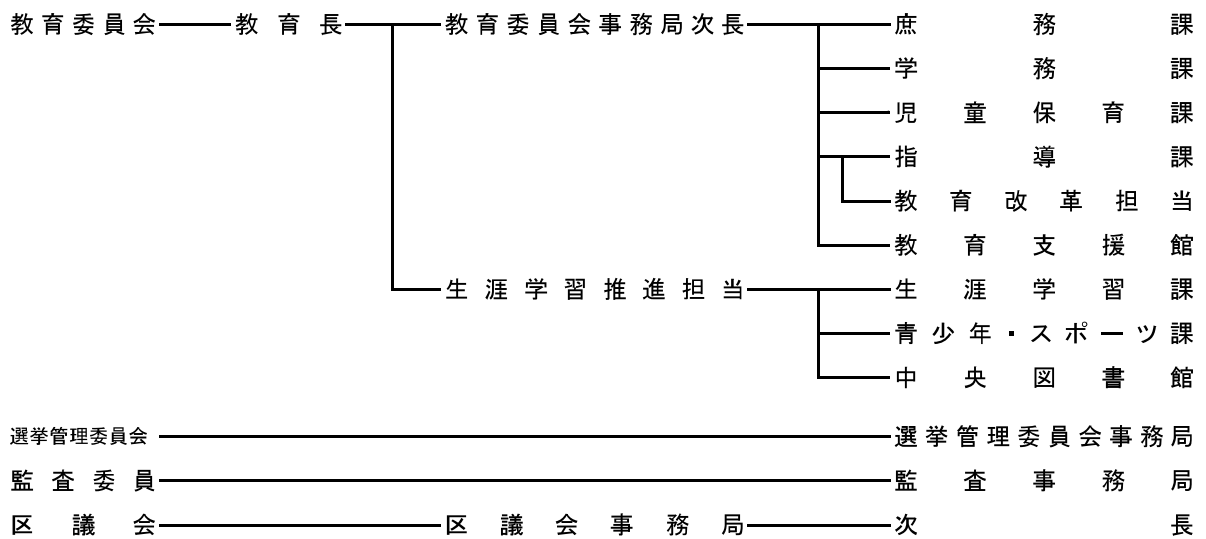 教育委員会 教育長 教育委員会事務局次長 庶務課
学務課
児童保育課
指導課
教育改革担当
教育支援館
生涯学習推進担当 生涯学習課
青少年・スポーツ課
中央図書館
選挙管理委員会 選挙管理委員会事務局
監査委員 監査事務局
区議会 区議会事務局 次長